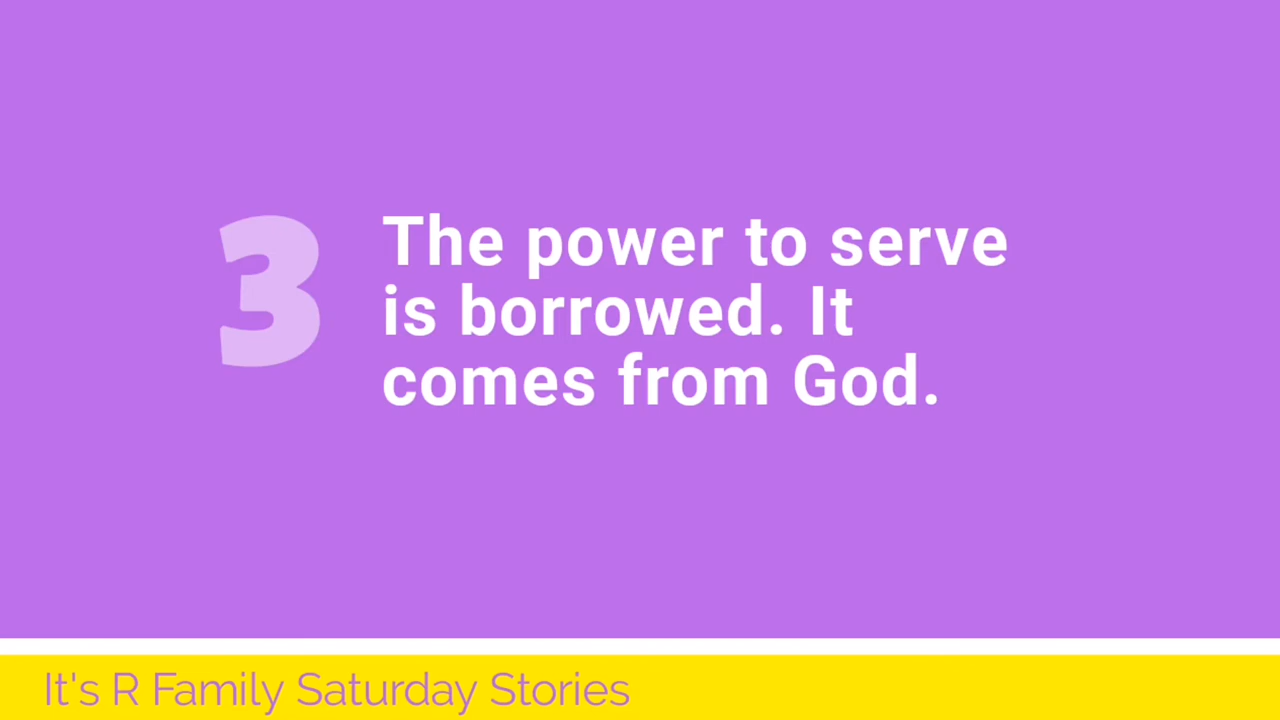 3
The power to serve
is borrowed. It
comes from God.
It's R Family Saturday Stories